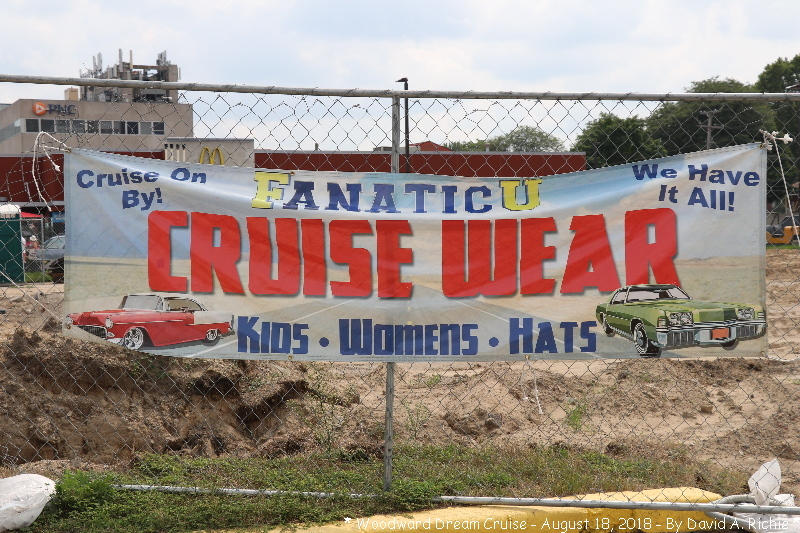 PNC
Cruise On
By!
FANATICU
We Have
It All!
CRUISE WEAR
KIDS • WOMENS • HATS
* Woodward Dream Cruise - August 18, 2018 - By David A. Richie